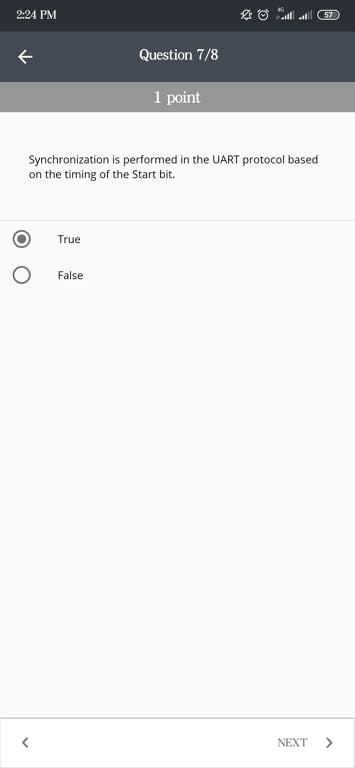 2:24 PM
4G
57
Question 7/8
1 point
Synchronization is performed in the UART protocol based
on the timing of the Start bit.
True
False
NEXT